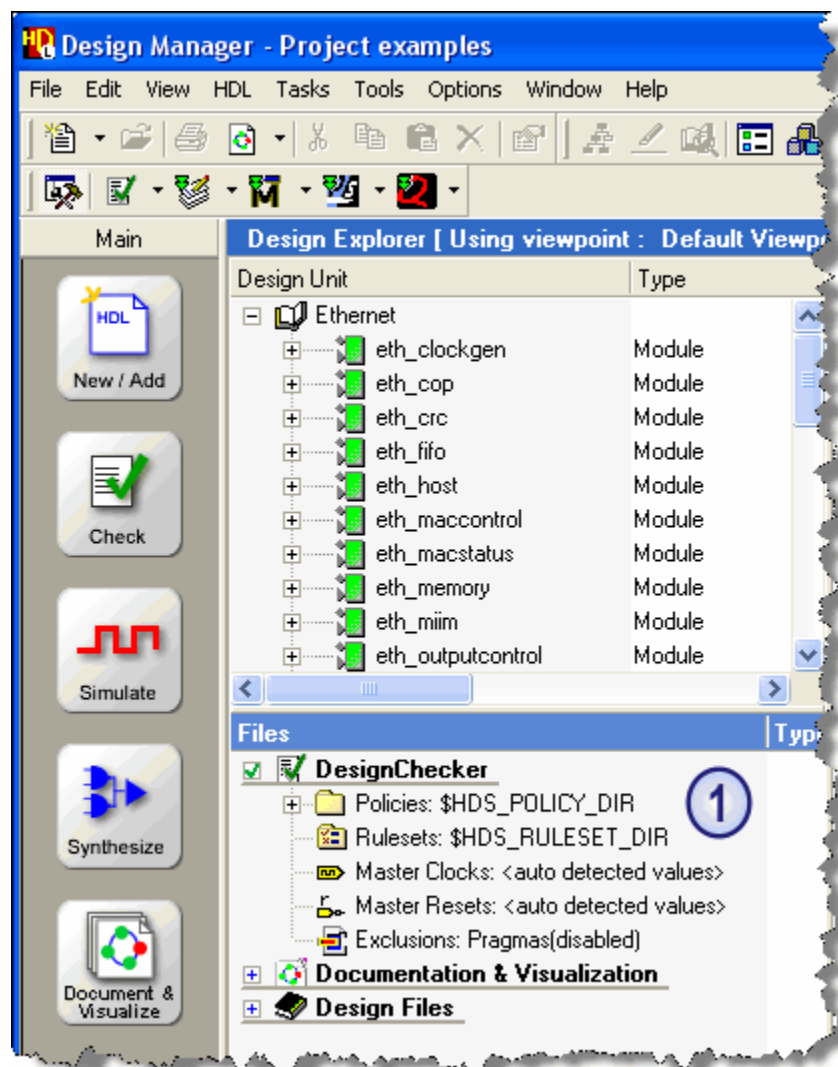 HDL Design Manager - Project examples
File Edit View HDL Tasks Tools Options Window Help
Main
Design Explorer [ Using viewpoint : Default Viewpo
Design Unit Type
Ethernet
eth_clockgen Module
eth_cop Module
eth_crc Module
eth_fifo Module
eth_host Module
eth_maccontrol Module
eth_macstatus Module
eth_memory Module
eth_miim Module
eth_outputcontrol Module
HDL
New / Add
Check
Simulate
Synthesize
Document &
Visualize
Files Type
DesignChecker
Policies: $HDS_POLICY_DIR
1
Rulesets: $HDS_RULESET_DIR
Master Clocks: <auto detected values>
Master Resets: <auto detected values>
Exclusions: Pragmas(disabled)
Documentation & Visualization
Design Files